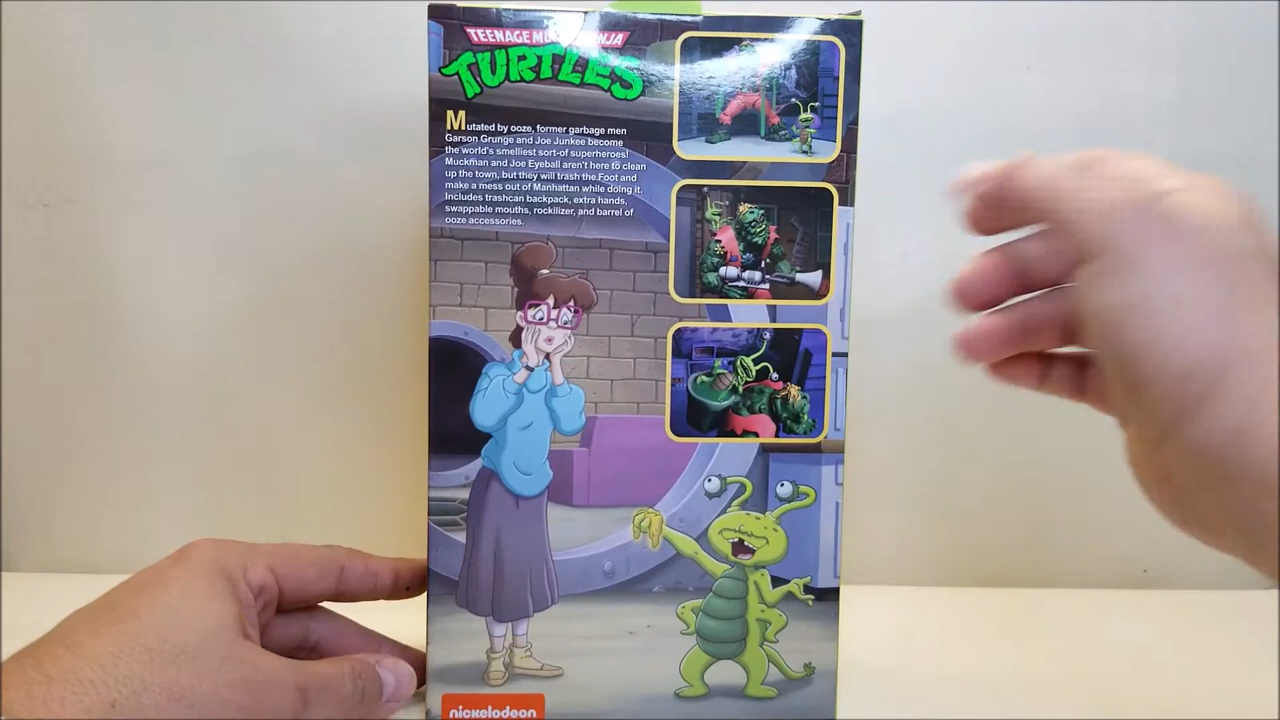 TEENAGE MUTANT NINJA
TURTLES
Mutated by ooze, former garbage men
Garson Grunge and Joe Junkee become
the world's smelliest sort-of superheroes!
Muckman and Joe Eyeball aren't here to clean
up the town, but they will trash the Foot and
make a mess out of Manhattan while doing it.
Includes trashcan backpack, extra hands,
swappable mouths, rockilizer, and barrel of
ooze accessories.
nickelodeon